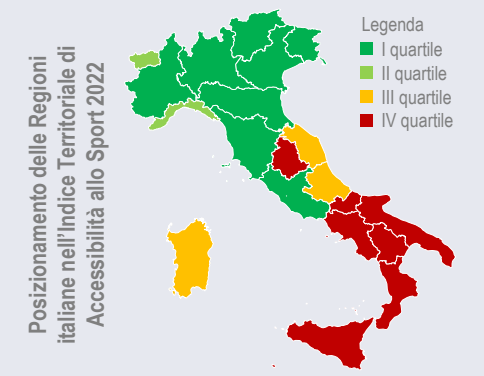 Posizionamento delle Regioni
italiane nell'Indice Territoriale di
Accessibilità allo Sport 2022
Legenda
I quartile
II quartile
III quartile
IV quartile